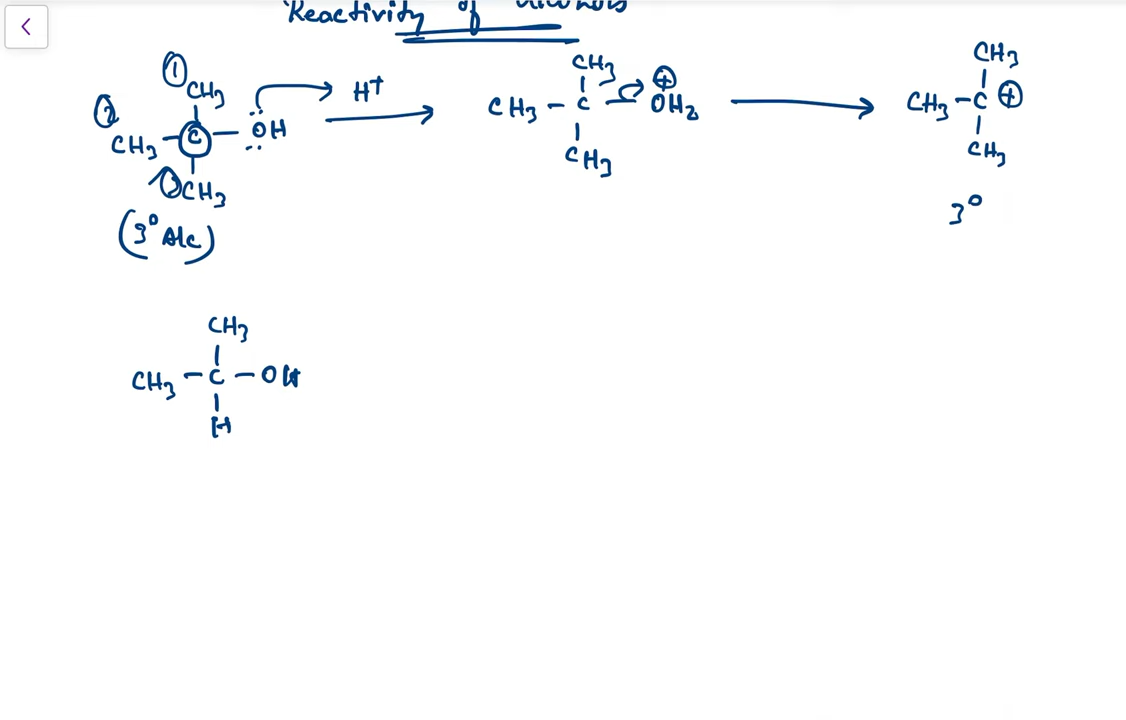 Reactivity of
① CH3
② CH3 - C - OH
CH3
(3° Alc)
H+
CH3
CH3 - C - OH2 ⊕
CH3
CH3
CH3 - C ⊕
CH3
3°
CH3
CH3 - C - OH
H